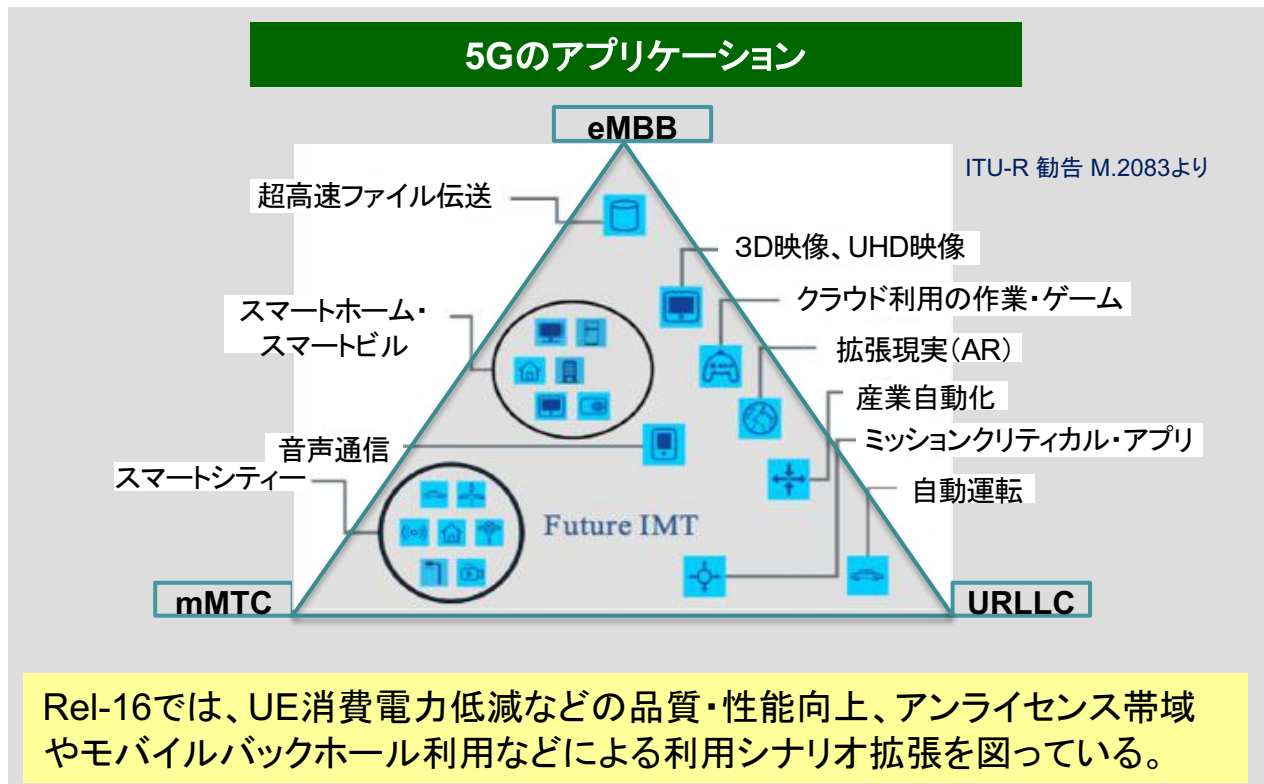 5Gのアプリケーション
eMBB
ITU-R 勧告 M.2083より
超高速ファイル伝送
3D映像、UHD映像
クラウド利用の作業・ゲーム
スマートホーム・
スマートビル
拡張現実(AR)
産業自動化
音声通信
ミッションクリティカル・アプリ
スマートシティー
自動運転
Future IMT
mMTC
URLLC
Rel-16では、UE消費電力低減などの品質・性能向上、アンライセンス帯域
やモバイルバックホール利用などによる利用シナリオ拡張を図っている。